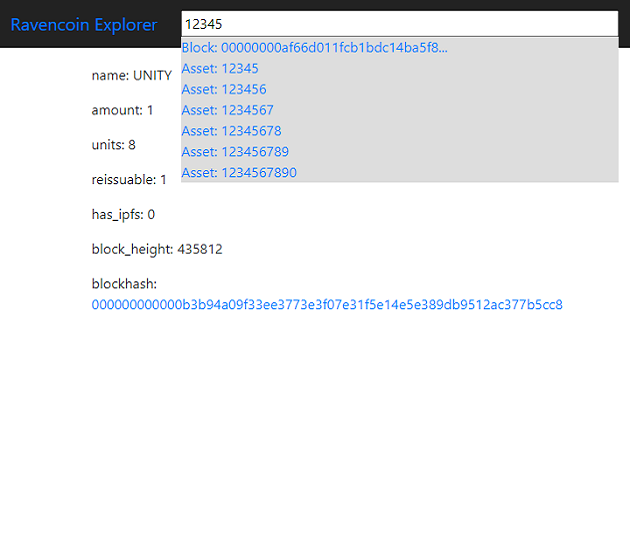 Ravencoin Explorer
12345
Block: 00000000af66d011fcb1bdc14ba5f8...
Asset: 12345
Asset: 123456
Asset: 1234567
Asset: 12345678
Asset: 123456789
Asset: 1234567890
name: UNITY
amount: 1
units: 8
reissuable: 1
has_ipfs: 0
block_height: 435812
blockhash:
000000000000b3b94a09f33ee3773e3f07e31f5e14e5e389db9512ac377b5cc8